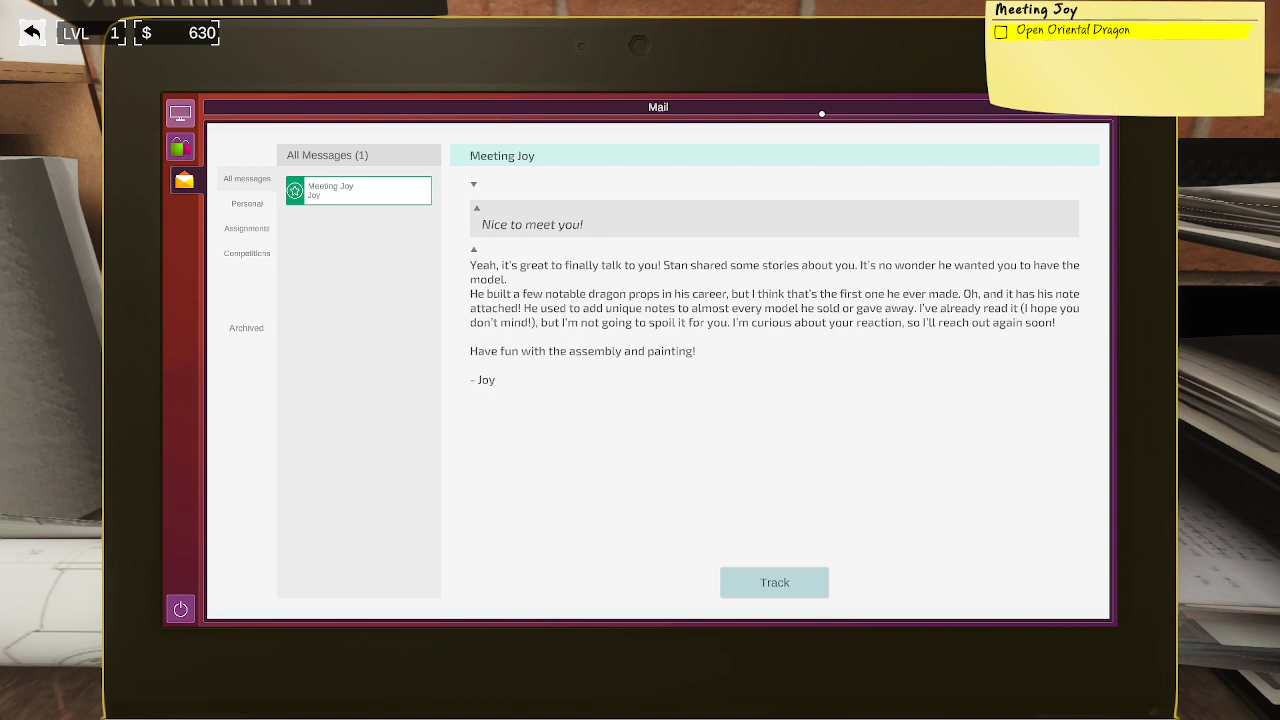 LVL 1 $ 630
Meeting Joy
Open Oriental Dragon
Mail
All Messages (1)
Meeting Joy
Joy
All messages
Personal
Assignments
Competitions
Archived
Meeting Joy
Nice to meet you!
Yeah, it's great to finally talk to you! Stan shared some stories about you. It's no wonder he wanted you to have the
model.
He built a few notable dragon props in his career, but I think that's the first one he ever made. Oh, and it has his note
attached! He used to add unique notes to almost every model he sold or gave away. I've already read it (I hope you
don't mind!), but I'm not going to spoil it for you. I'm curious about your reaction, so I'll reach out again soon!
Have fun with the assembly and painting!
- Joy
Track